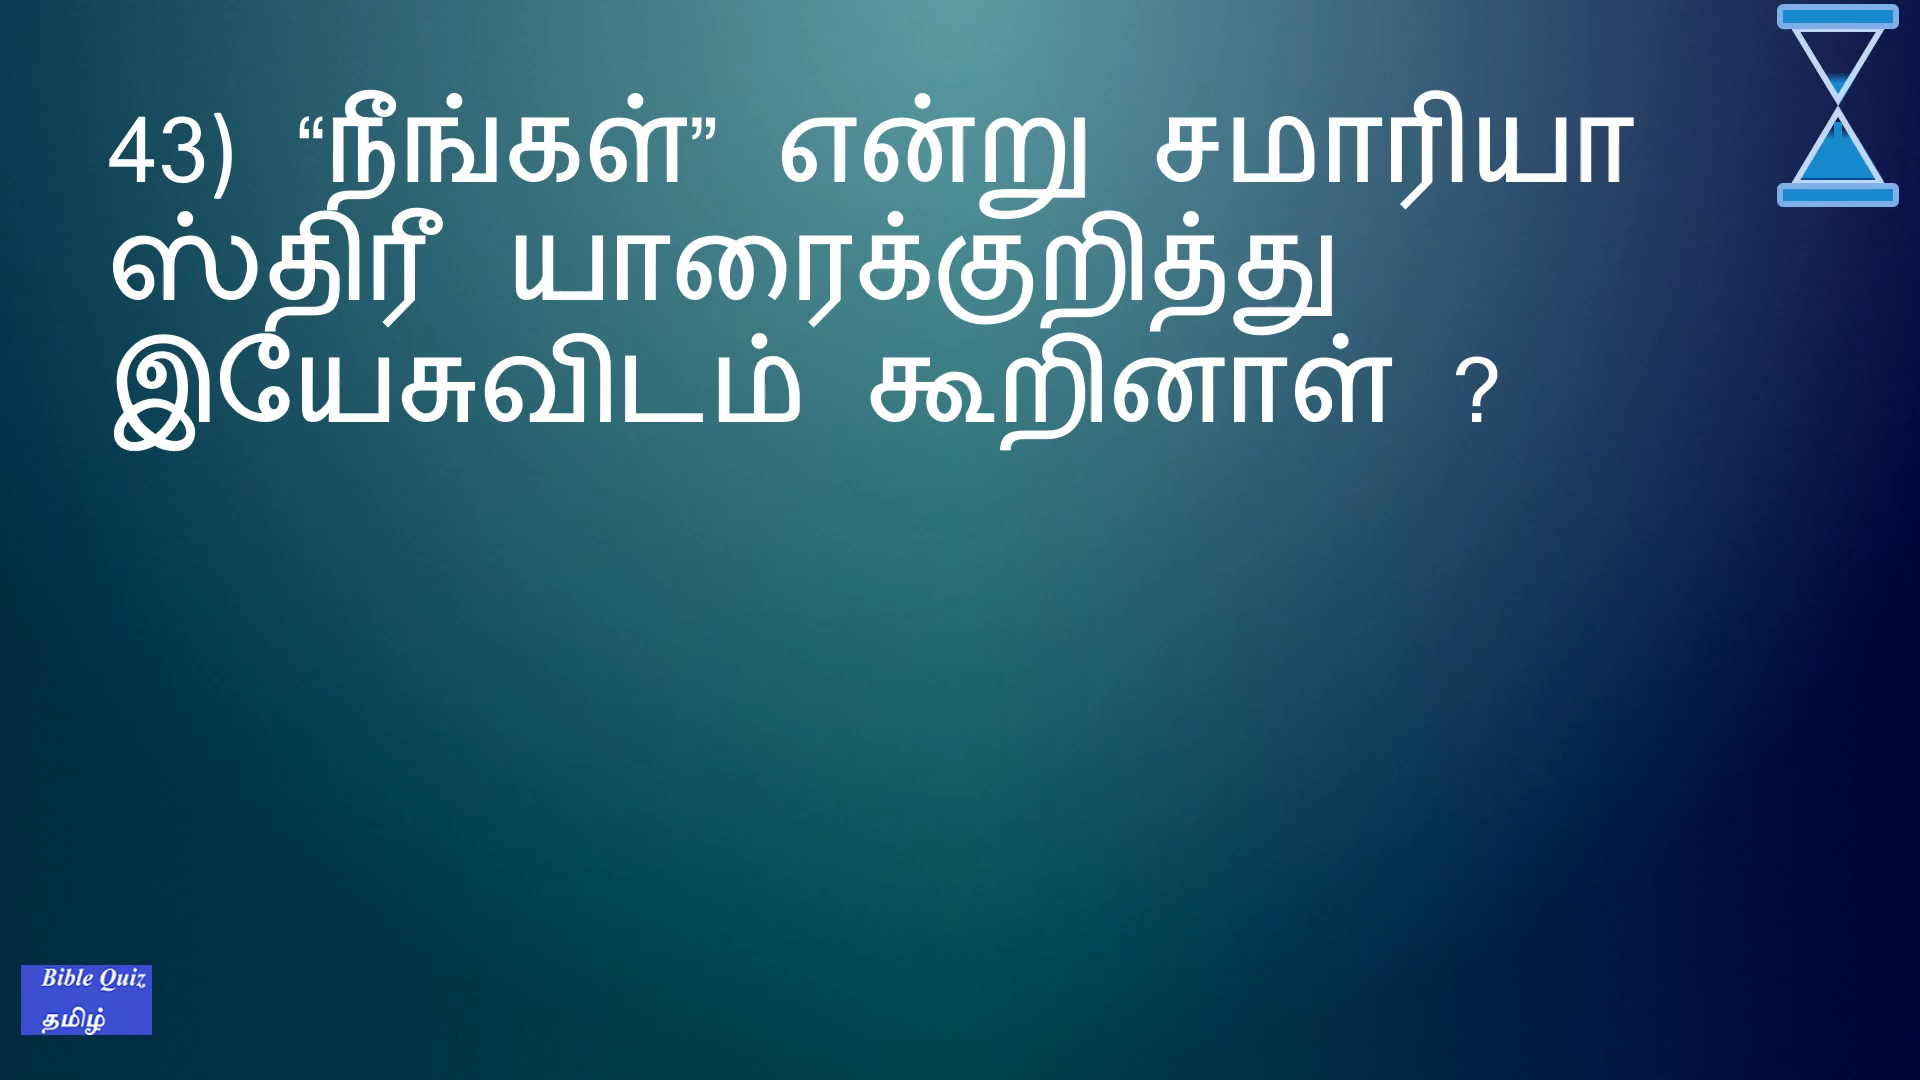 43) “நீங்கள்” என்று சமாரியா
ஸ்திரீ யாரைக்குறித்து
இயேசுவிடம் கூறினாள் ?
Bible Quiz
தமிழ்